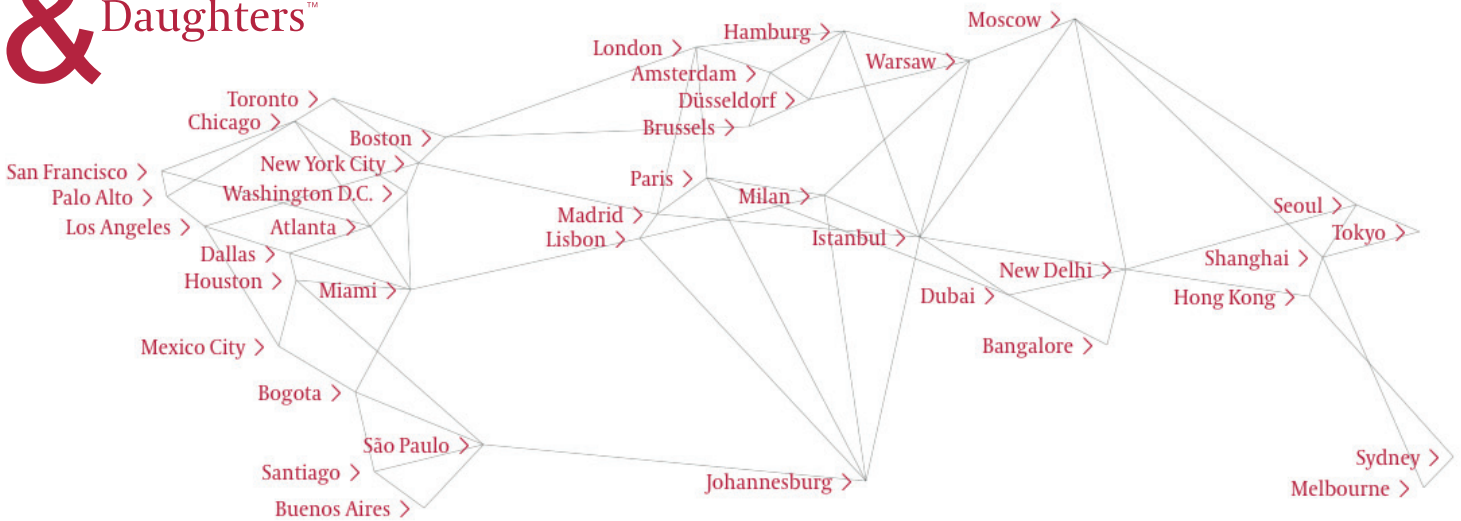 &
Daughters™
Toronto
Chicago
Boston
New York City
San Francisco
Washington D.C.
Palo Alto
Los Angeles
Atlanta
Dallas
Houston
Miami
Mexico City
Bogota
São Paulo
Santiago
Buenos Aires
London
Hamburg
Moscow
Amsterdam
Warsaw
Düsseldorf
Brussels
Paris
Milan
Madrid
Lisbon
Istanbul
New Delhi
Dubai
Bangalore
Johannesburg
Seoul
Tokyo
Shanghai
Hong Kong
Sydney
Melbourne